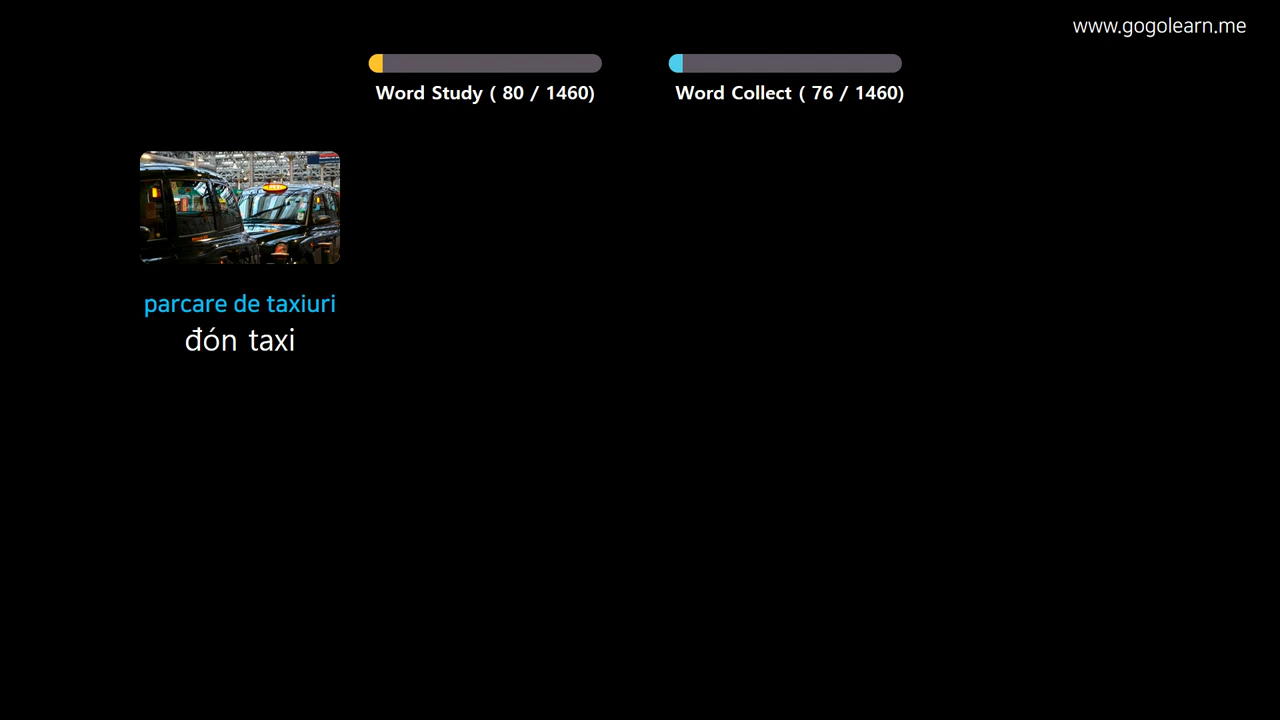 www.gogolearn.me
Word Study ( 80 / 1460)
Word Collect ( 76 / 1460)
parcare de taxiuri
đón taxi